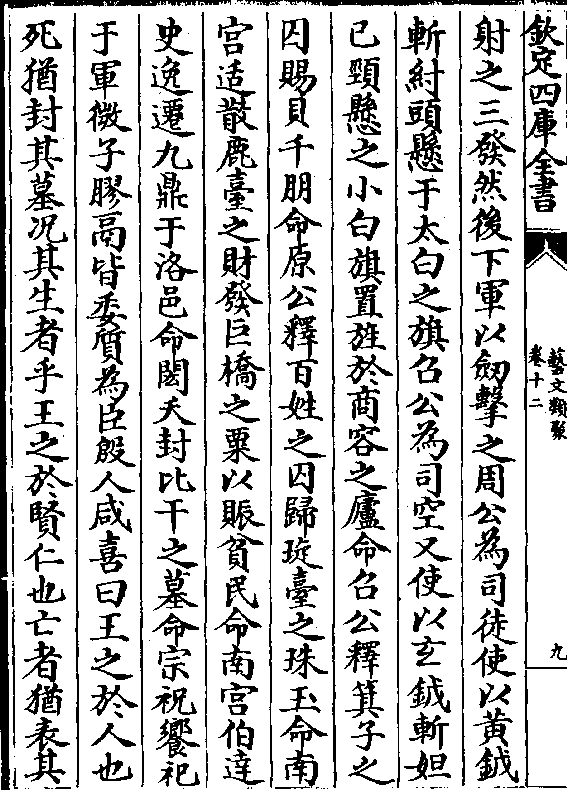 欽定四庫全書
藝文類聚
卷十二
九
射之三發然後下軍以劒擊之周公為司徒使以黄鉞
斬紂頭懸于太白之旗召公為司空又使以玄鉞斬妲
己頸懸之小白旗置旌於商容之廬命召公釋箕子之
囚賜貝千朋命原公釋百姓之囚歸琁臺之珠玉命南
宫适散鹿臺之財發巨橋之粟以賑貧民命南宫伯逹
史逸遷九鼎于洛邑命閎夭封比干之墓命宗祝饗祀
于軍微子膠鬲皆委質為臣殷人咸喜曰王之於人也
死猶封其墓况其生者乎王之於賢仁也亡者猶表其